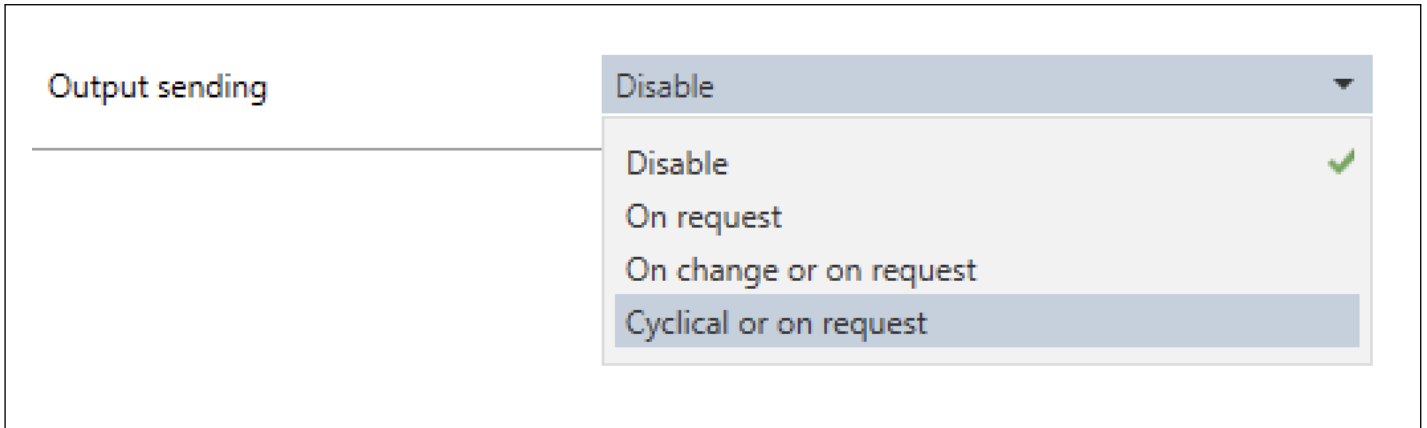 Output sending
Disable
Disable
On request
On change or on request
Cyclical or on request